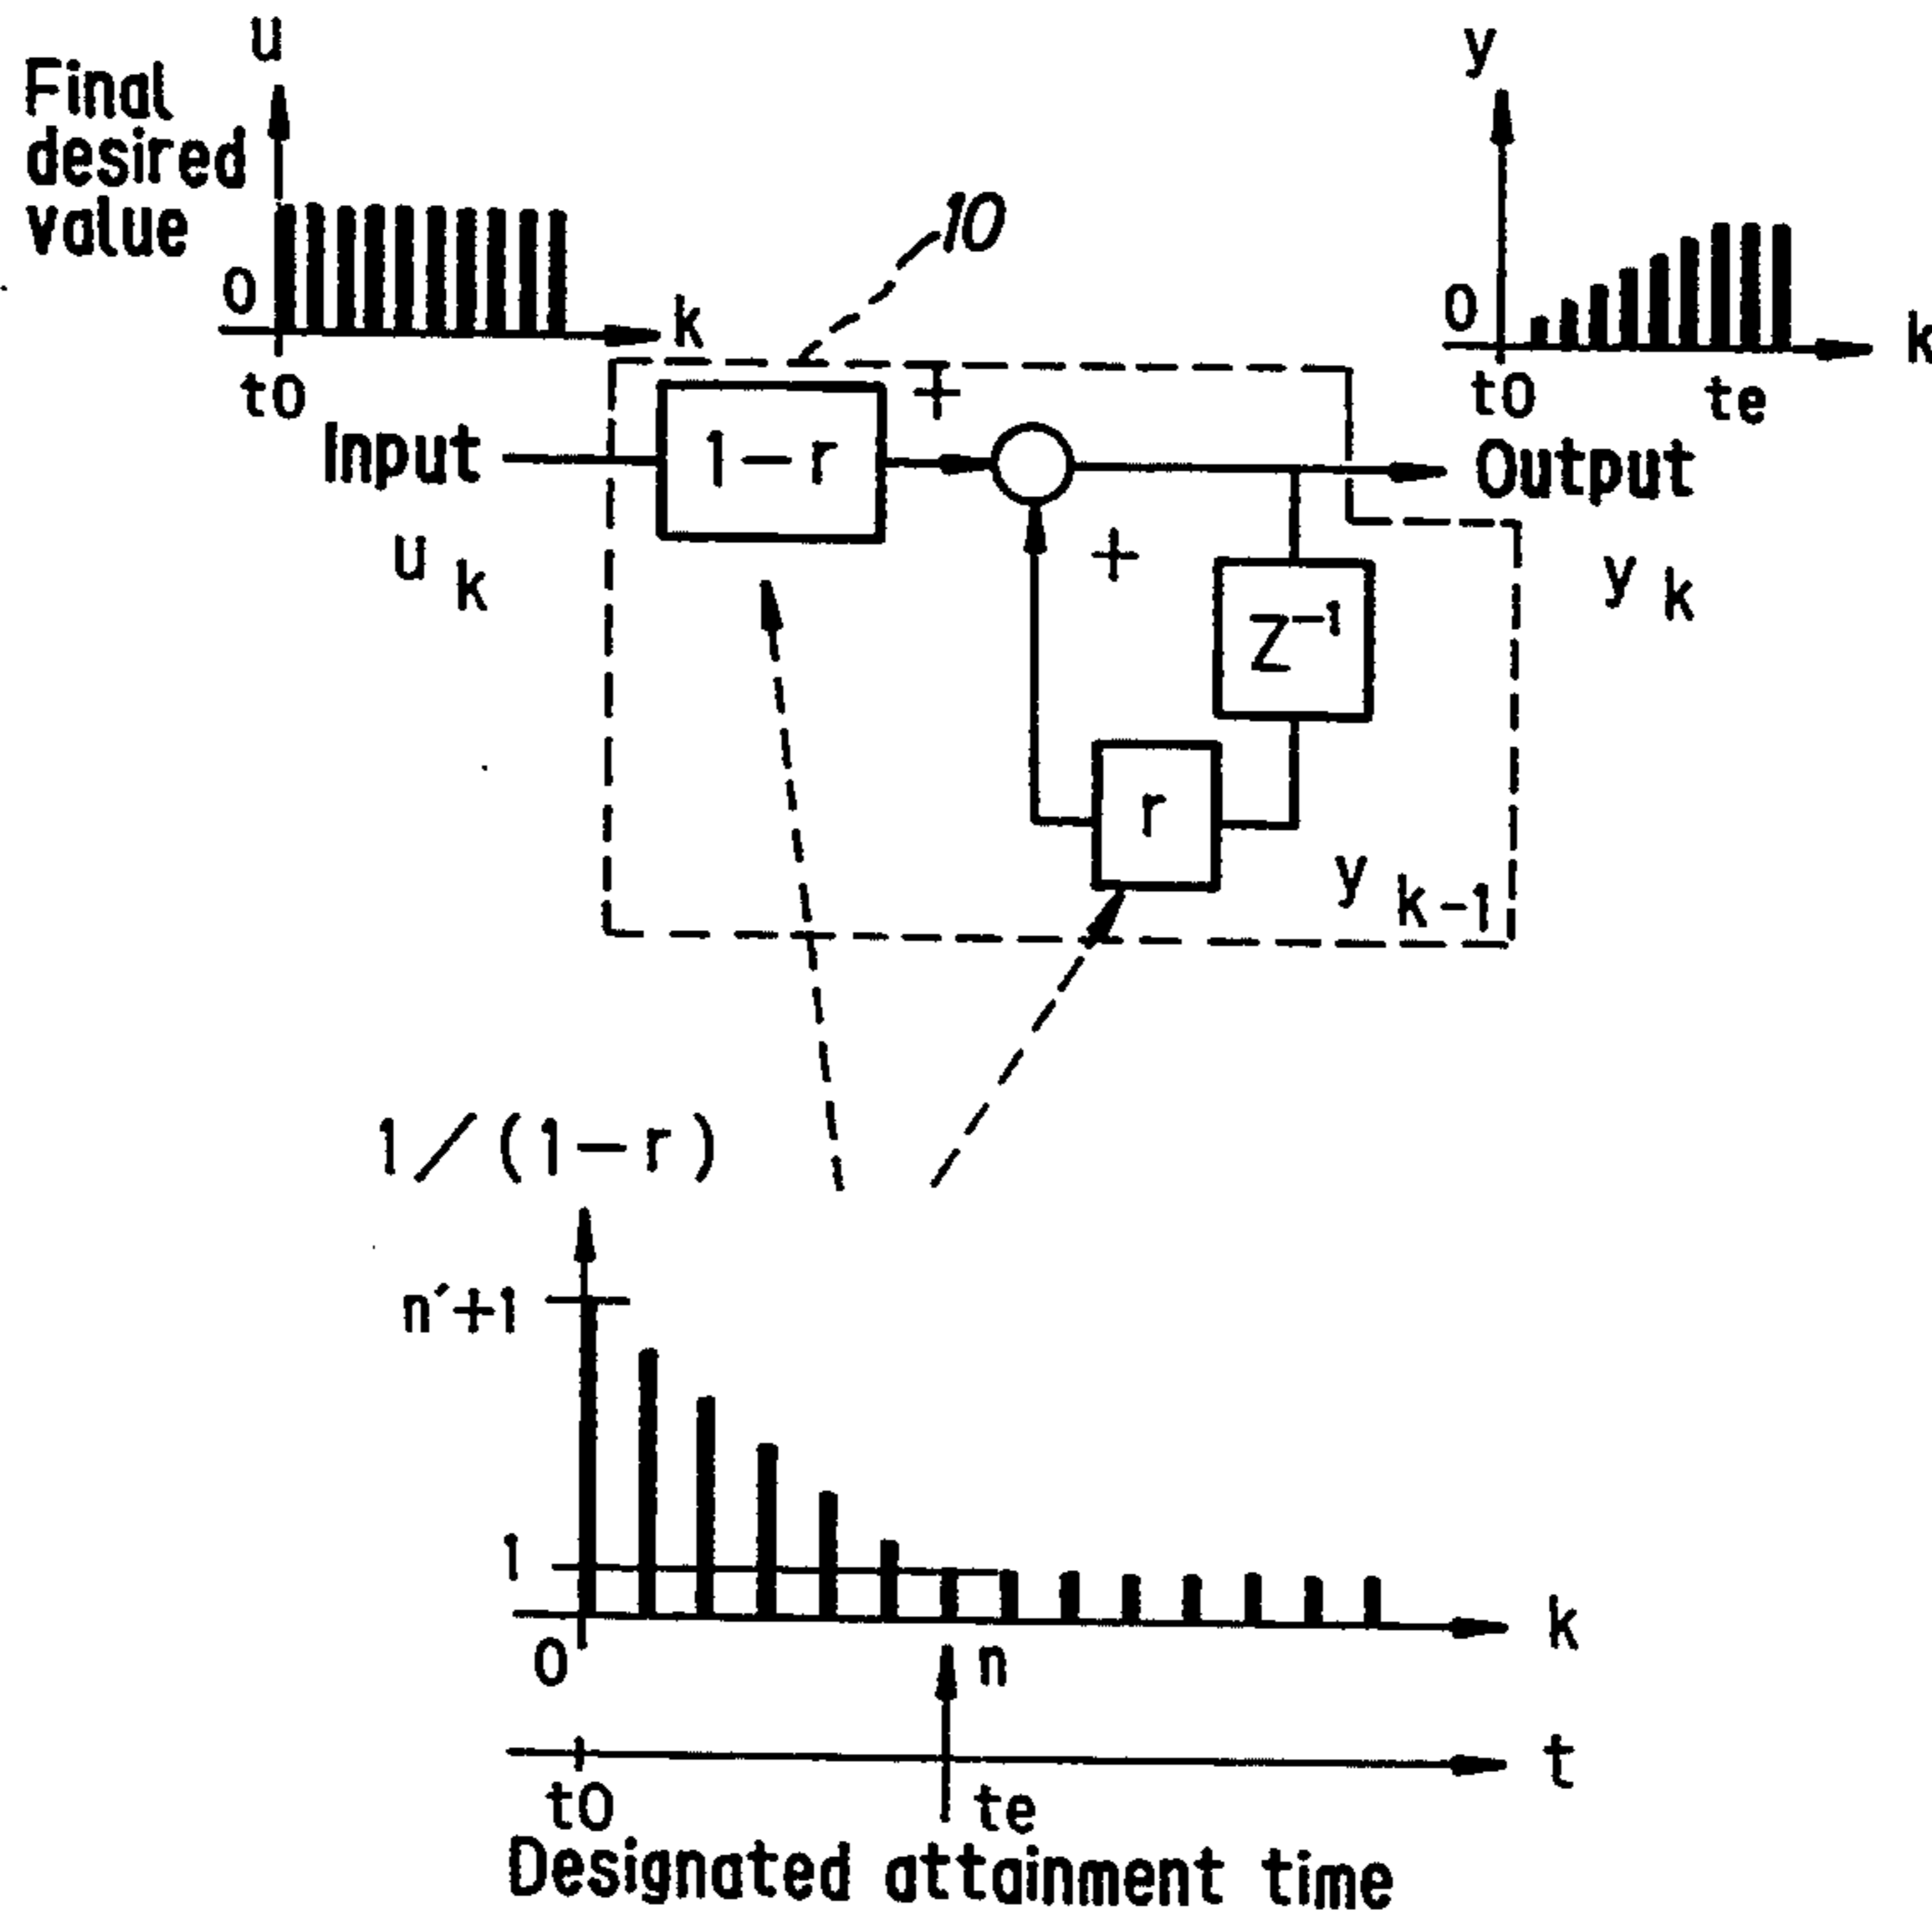 u
Final
desired
value
0
k
t0
y
0
k
t0
te
10
Input
u k
1-r
+
+
Output
y k
Z⁻¹
r
y k-1
1/(1-r)
n'+1
1
0
n
k
t
t0
te
Designated attainment time